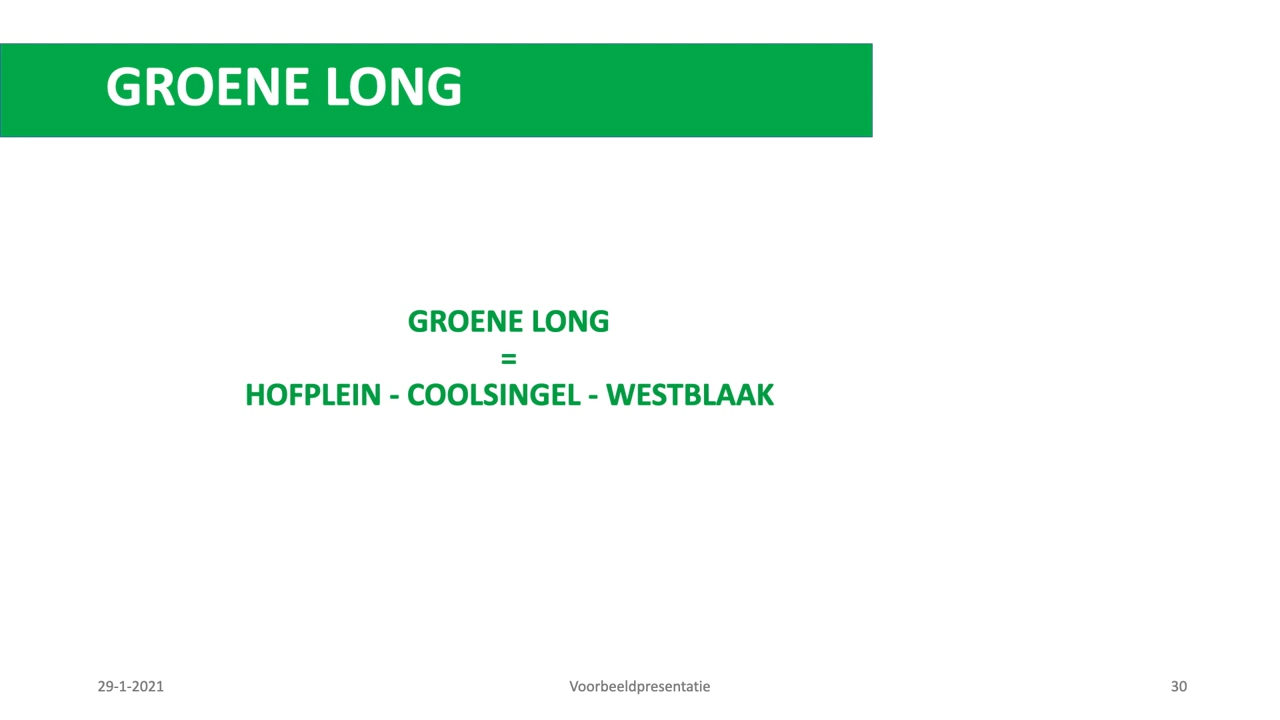 GROENE LONG
GROENE LONG
=
HOFPLEIN - COOLSINGEL - WESTBLAAK
29-1-2021
Voorbeeldpresentatie
30